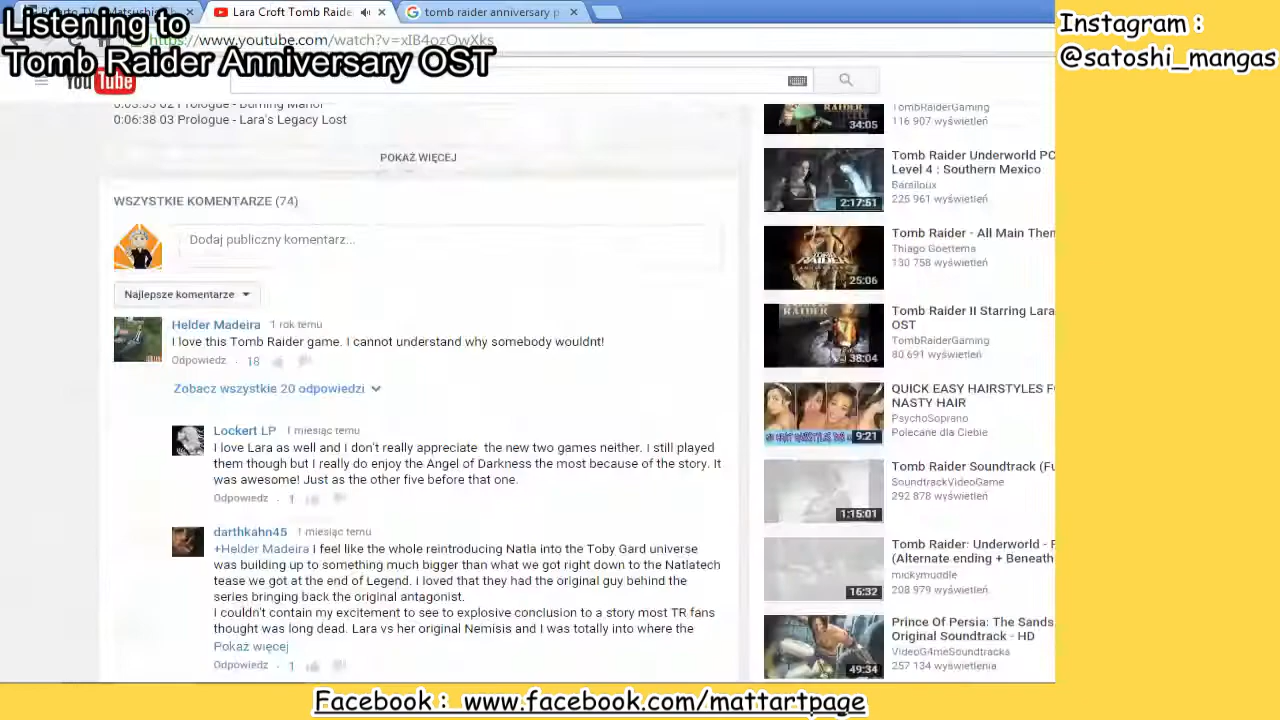 Listening to
Tomb Raider Anniversary OST
Lara Croft Tomb Raide
tomb raider anniversary p
https://www.youtube.com/watch?v=xIB4ozOwXks
YouTube
Instagram :
@satoshi_mangas
0:06:38 03 Prologue - Lara's Legacy Lost
POKAŻ WIĘCEJ
WSZYSTKIE KOMENTARZE (74)
Dodaj publiczny komentarz...
Najlepsze komentarze
Helder Madeira 1 rok temu
I love this Tomb Raider game. I cannot understand why somebody wouldnt!
Odpowiedz · 18
Zobacz wszystkie 20 odpowiedzi
Lockert LP 1 miesiąc temu
I love Lara as well and I don't really appreciate the new two games neither. I still played
them though but I really do enjoy the Angel of Darkness the most because of the story. It
was awesome! Just as the other five before that one.
Odpowiedz · 1
darthkahn45 1 miesiąc temu
+Helder Madeira I feel like the whole reintroducing Natla into the Toby Gard universe
was building up to something much bigger than what we got right down to the Natlatech
tease we got at the end of Legend. I loved that they had the original guy behind the
series bringing back the original antagonist.
I couldn't contain my excitement to see to explosive conclusion to a story most TR fans
thought was long dead. Lara vs her original Nemisis and I was totally into where the
Pokaż więcej
Odpowiedz · 1
TombRaiderGaming
116 907 wyświetleń
34:05
Tomb Raider Underworld PC
Level 4 : Southern Mexico
Barsiloux
225 961 wyświetleń
2:17:51
Tomb Raider - All Main Then
Thiago Goettems
130 758 wyświetleń
25:06
Tomb Raider II Starring Lara
OST
TombRaiderGaming
80 691 wyświetleń
38:04
QUICK EASY HAIRSTYLES F
NASTY HAIR
PsychoSoprano
Polecane dla Ciebie
9:21
Tomb Raider Soundtrack (Fu
SoundtrackVideoGame
292 878 wyświetleń
1:15:01
Tomb Raider: Underworld - F
(Alternate ending + Beneath
mickymuddle
208 979 wyświetleń
16:32
Prince Of Persia: The Sands
Original Soundtrack - HD
VideoG4meSoundtracks
257 134 wyświetlenia
49:34
Facebook : www.facebook.com/mattartpage